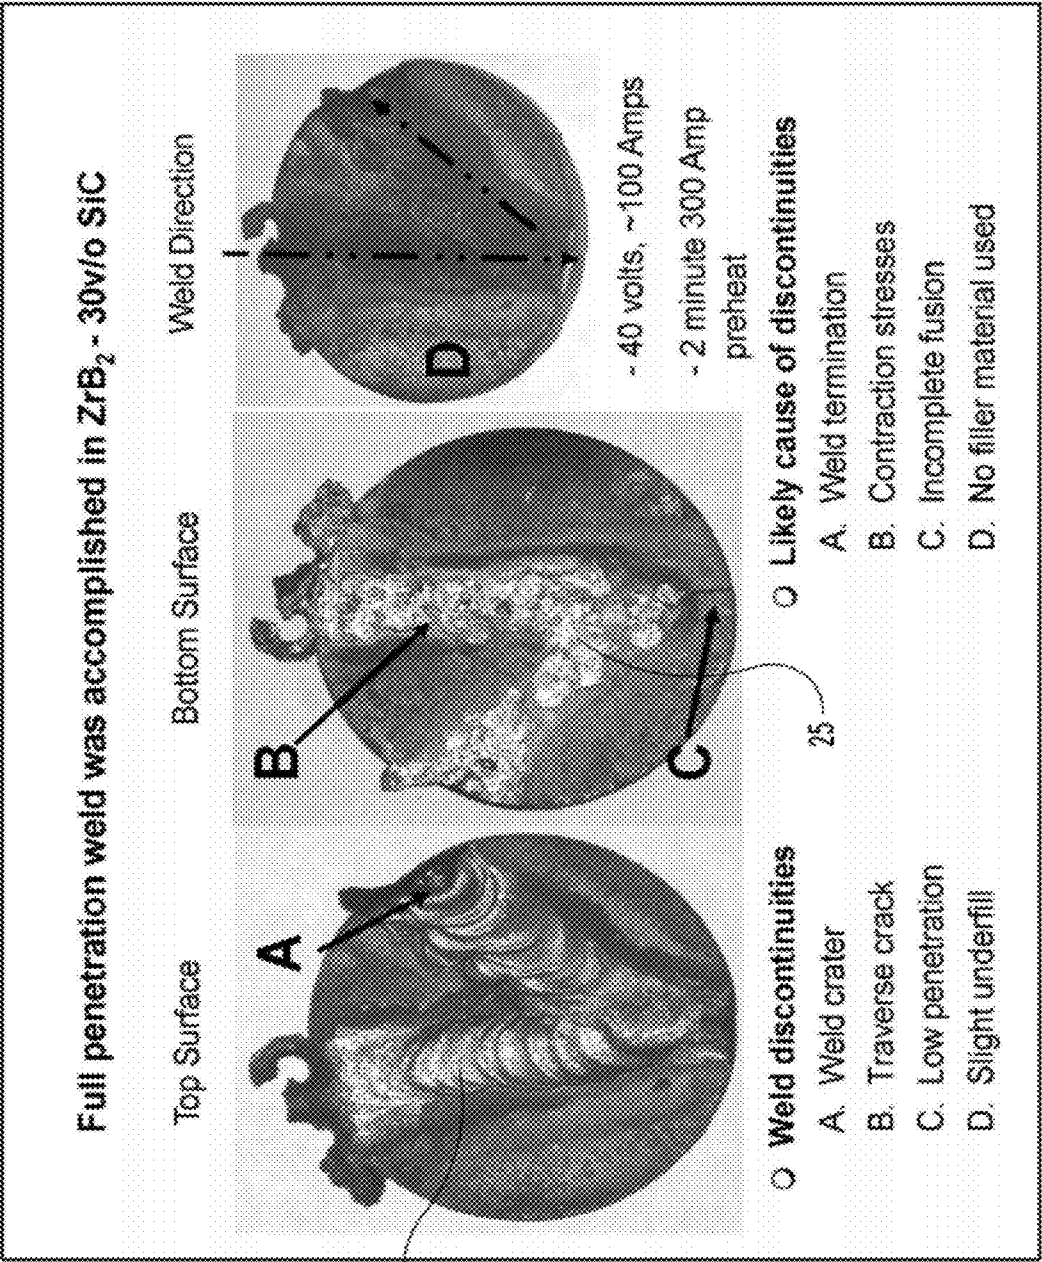 Full penetration weld was accomplished in ZrB2 - 30v/o SiC
Top Surface
Bottom Surface
Weld Direction
A
B
C
D
I
25
- 40 volts, ~100 Amps
- 2 minute 300 Amp
preheat
○ Weld discontinuities
A. Weld crater
B. Traverse crack
C. Low penetration
D. Slight underfill
○ Likely cause of discontinuities
A. Weld termination
B. Contraction stresses
C. Incomplete fusion
D. No filler material used